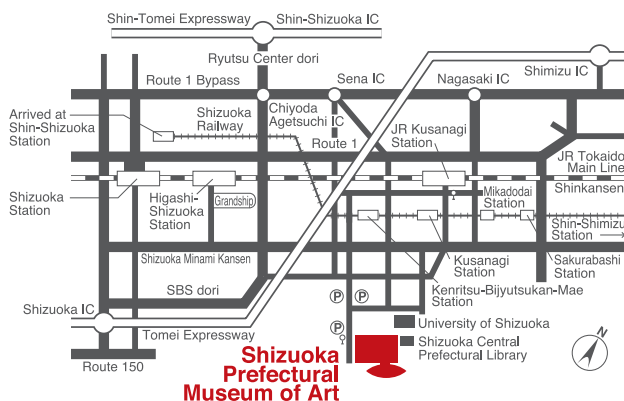 Shin-Tomei Expressway
Shin-Shizuoka IC
Ryutsu Center dori
Route 1 Bypass
Sena IC
Nagasaki IC
Shimizu IC
Arrived at
Shin-Shizuoka
Station
Shizuoka
Railway
Chiyoda
Agetsuchi IC
Route 1
JR Kusanagi
Station
JR Tokaido
Main Line
Shinkansen
Shizuoka
Station
Higashi-
Shizuoka
Station
Grandship
Mikadodai
Station
Shin-Shimizu
Station
Shizuoka Minami Kansen
Kusanagi
Station
Sakurabashi
Station
SBS dori
Kenritsu-Bijyutsukan-Mae
Station
Shizuoka IC
Tomei Expressway
P
P
P
University of Shizuoka
Shizuoka Central
Prefectural Library
N
Route 150
Shizuoka
Prefectural
Museum of Art